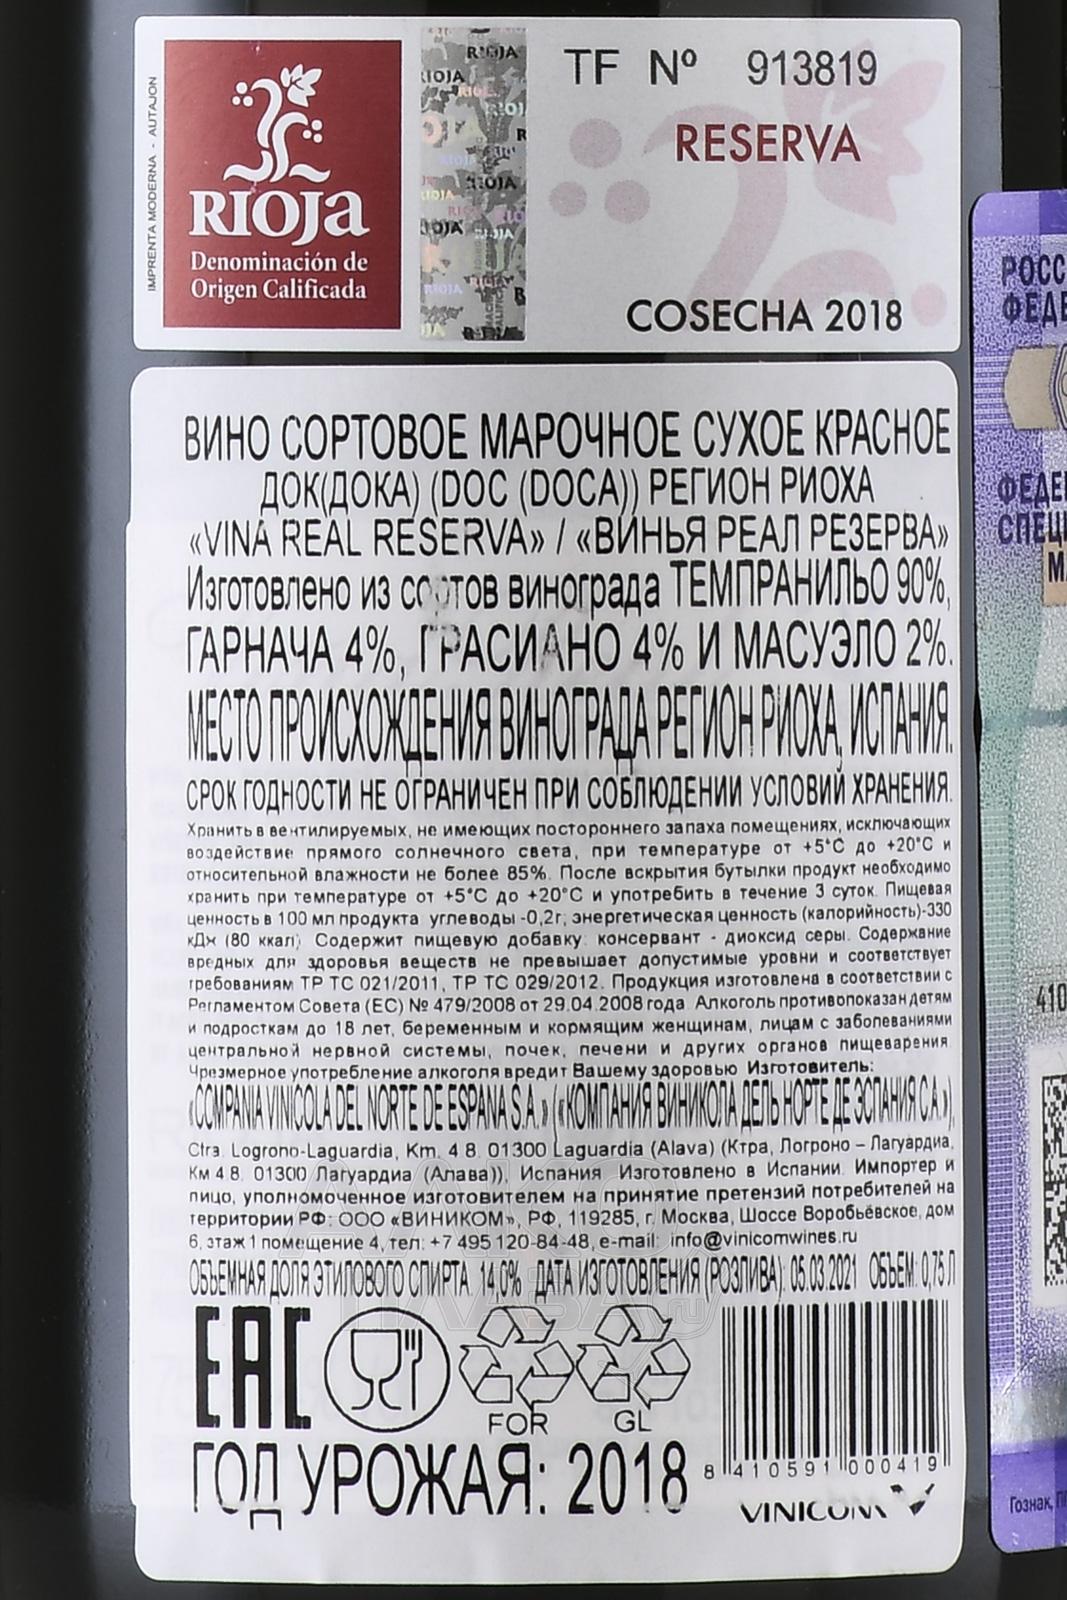 IMPRENTA MODERNA - AUTAJON
RIOJA
Denominación de
Origen Calificada
RIOJA
TF Nº 913819
RESERVA
COSECHA 2018
ВИНО СОРТОВОЕ МАРОЧНОЕ СУХОЕ КРАСНОЕ
ДОК(ДОКА) (DOC (DOCA)) РЕГИОН РИОХА
«VINA REAL RESERVA» / «ВИНЬЯ РЕАЛ РЕЗЕРВА»
Изготовлено из сортов винограда ТЕМПРАНИЛЬО 90%,
ГАРНАЧА 4%, ГРАСИАНО 4% И МАСУЭЛО 2%.
МЕСТО ПРОИСХОЖДЕНИЯ ВИНОГРАДА РЕГИОН РИОХА, ИСПАНИЯ.
СРОК ГОДНОСТИ НЕ ОГРАНИЧЕН ПРИ СОБЛЮДЕНИИ УСЛОВИЙ ХРАНЕНИЯ.
Хранить в вентилируемых, не имеющих постороннего запаха помещениях, исключающих
воздействие прямого солнечного света, при температуре от +5°С до +20°С и
относительной влажности не более 85%. После вскрытия бутылки продукт необходимо
хранить при температуре от +5°С до +20°С и употребить в течение 3 суток. Пищевая
ценность в 100 мл продукта углеводы -0,2г; энергетическая ценность (калорийность)-330
кДж (80 ккал) Содержит пищевую добавку: консервант - диоксид серы. Содержание
вредных для здоровья веществ не превышает допустимые уровни и соответствует
требованиям ТР ТС 021/2011, ТР ТС 029/2012. Продукция изготовлена в соответствии с
Регламентом Совета (ЕС) № 479/2008 от 29.04.2008 года. Алкоголь противопоказан детям
и подросткам до 18 лет, беременным и кормящим женщинам, лицам с заболеваниями
центральной нервной системы, почек, печени и других органов пищеварения.
Чрезмерное употребление алкоголя вредит Вашему здоровью Изготовитель:
«COMPANIA VINICOLA DEL NORTE DE ESPANA S.A.» («КОМПАНИЯ ВИНИКОЛА ДЕЛЬ НОРТЕ ДЕ ЭСПАНИЯ С.А.»),
Ctra. Logrono-Laguardia, Km. 4.8. 01300 Laguardia (Alava) (Ктра, Логроно – Лагуардиа,
Км 4.8. 01300 Лагуардиа (Алава)), Испания Изготовлено в Испании. Импортер и
лицо, уполномоченное изготовителем на принятие претензий потребителей на
территории РФ: ООО «ВИНИКОМ», РФ, 119285, г. Москва, Шоссе Воробьёвское, дом
6, этаж 1 помещение 4, тел: +7 495 120-84-48, e-mail: info@vinicomwines.ru
ОБЪЕМНАЯ ДОЛЯ ЭТИЛОВОГО СПИРТА: 14,0% ДАТА ИЗГОТОВЛЕНИЯ (РОЗЛИВА): 05.03.2021 ОБЪЕМ: 0,75 Л
EAC
FOR
GL
ГОД УРОЖАЯ: 2018
8 410591 000419
VINICOM
РОСС
ФЕДЕ
ФЕДЕ
СПЕЦ
М
410
Гознак,